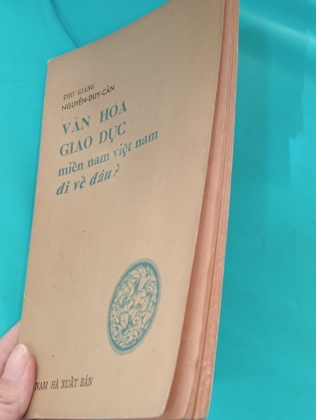 THU GIANG
NGUYỄN-DUY-CẦN
VĂN HOA
GIÁO DỤC
miền nam việt nam
đi về đâu ?
NAM HÀ XUẤT BẢN